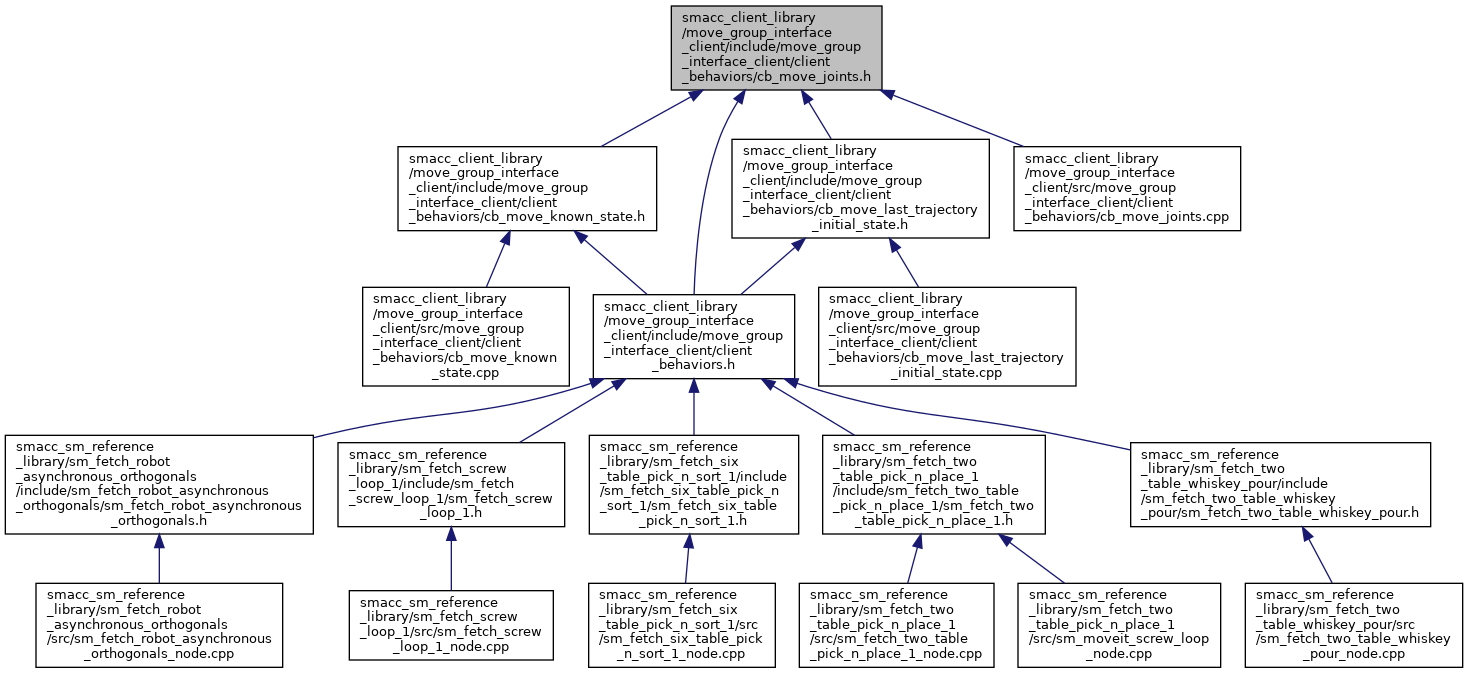 smacc_client_library
/move_group_interface
_client/include/move_group
_interface_client/client
_behaviors/cb_move_joints.h
smacc_client_library
/move_group_interface
_client/include/move_group
_interface_client/client
_behaviors/cb_move_known_state.h
smacc_client_library
/move_group_interface
_client/include/move_group
_interface_client/client
_behaviors/cb_move_last_trajectory
_initial_state.h
smacc_client_library
/move_group_interface
_client/src/move_group
_interface_client/client
_behaviors/cb_move_joints.cpp
smacc_client_library
/move_group_interface
_client/src/move_group
_interface_client/client
_behaviors/cb_move_known
_state.cpp
smacc_client_library
/move_group_interface
_client/include/move_group
_interface_client/client
_behaviors.h
smacc_client_library
/move_group_interface
_client/src/move_group
_interface_client/client
_behaviors/cb_move_last_trajectory
_initial_state.cpp
smacc_sm_reference
_library/sm_fetch_robot
_asynchronous_orthogonals
/include/sm_fetch_robot_asynchronous
_orthogonals/sm_fetch_robot_asynchronous
_orthogonals.h
smacc_sm_reference
_library/sm_fetch_screw
_loop_1/include/sm_fetch
_screw_loop_1/sm_fetch_screw
_loop_1.h
smacc_sm_reference
_library/sm_fetch_six
_table_pick_n_sort_1/include
/sm_fetch_six_table_pick_n
_sort_1/sm_fetch_six_table
_pick_n_sort_1.h
smacc_sm_reference
_library/sm_fetch_two
_table_pick_n_place_1
/include/sm_fetch_two_table
_pick_n_place_1/sm_fetch_two
_table_pick_n_place_1.h
smacc_sm_reference
_library/sm_fetch_two
_table_whiskey_pour/include
/sm_fetch_two_table_whiskey
_pour/sm_fetch_two_table_whiskey_pour.h
smacc_sm_reference
_library/sm_fetch_robot
_asynchronous_orthogonals
/src/sm_fetch_robot_asynchronous
_orthogonals_node.cpp
smacc_sm_reference
_library/sm_fetch_screw
_loop_1/src/sm_fetch_screw
_loop_1_node.cpp
smacc_sm_reference
_library/sm_fetch_six
_table_pick_n_sort_1/src
/sm_fetch_six_table_pick
_n_sort_1_node.cpp
smacc_sm_reference
_library/sm_fetch_two
_table_pick_n_place_1
/src/sm_fetch_two_table
_pick_n_place_1_node.cpp
smacc_sm_reference
_library/sm_fetch_two
_table_pick_n_place_1
/src/sm_moveit_screw_loop
_node.cpp
smacc_sm_reference
_library/sm_fetch_two
_table_whiskey_pour/src
/sm_fetch_two_table_whiskey
_pour_node.cpp